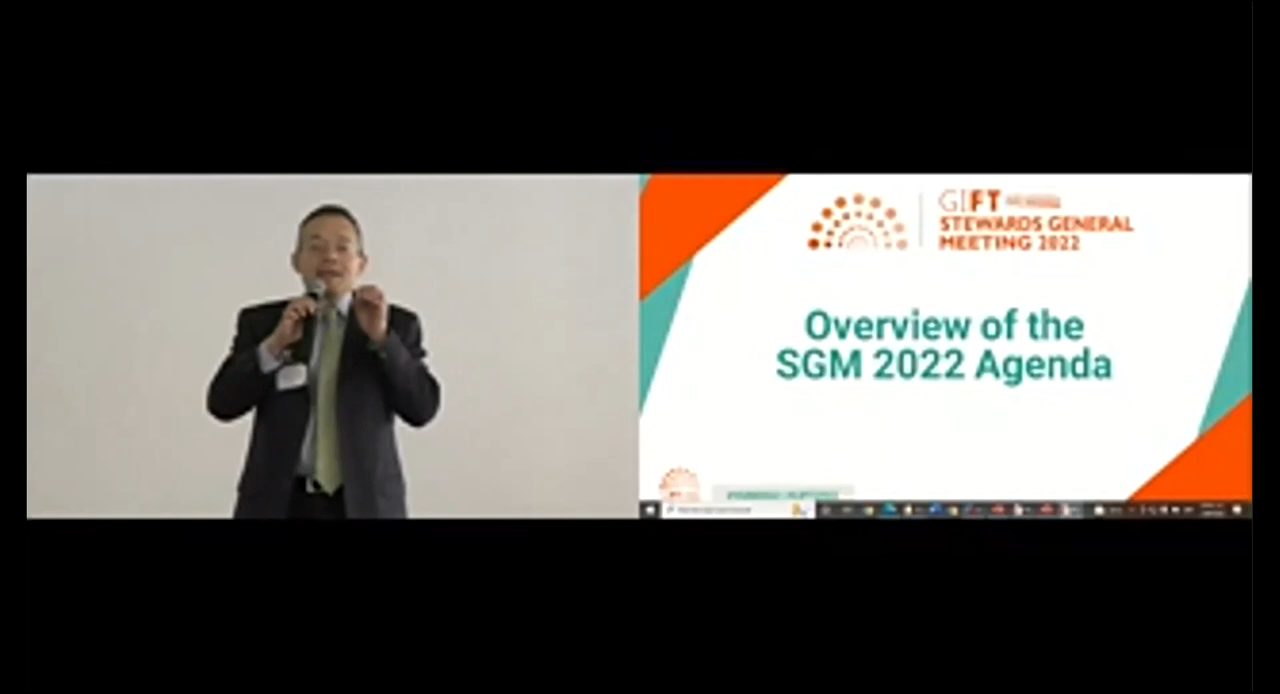 GIFT
STEWARDS GENERAL
MEETING 2022
Overview of the
SGM 2022 Agenda